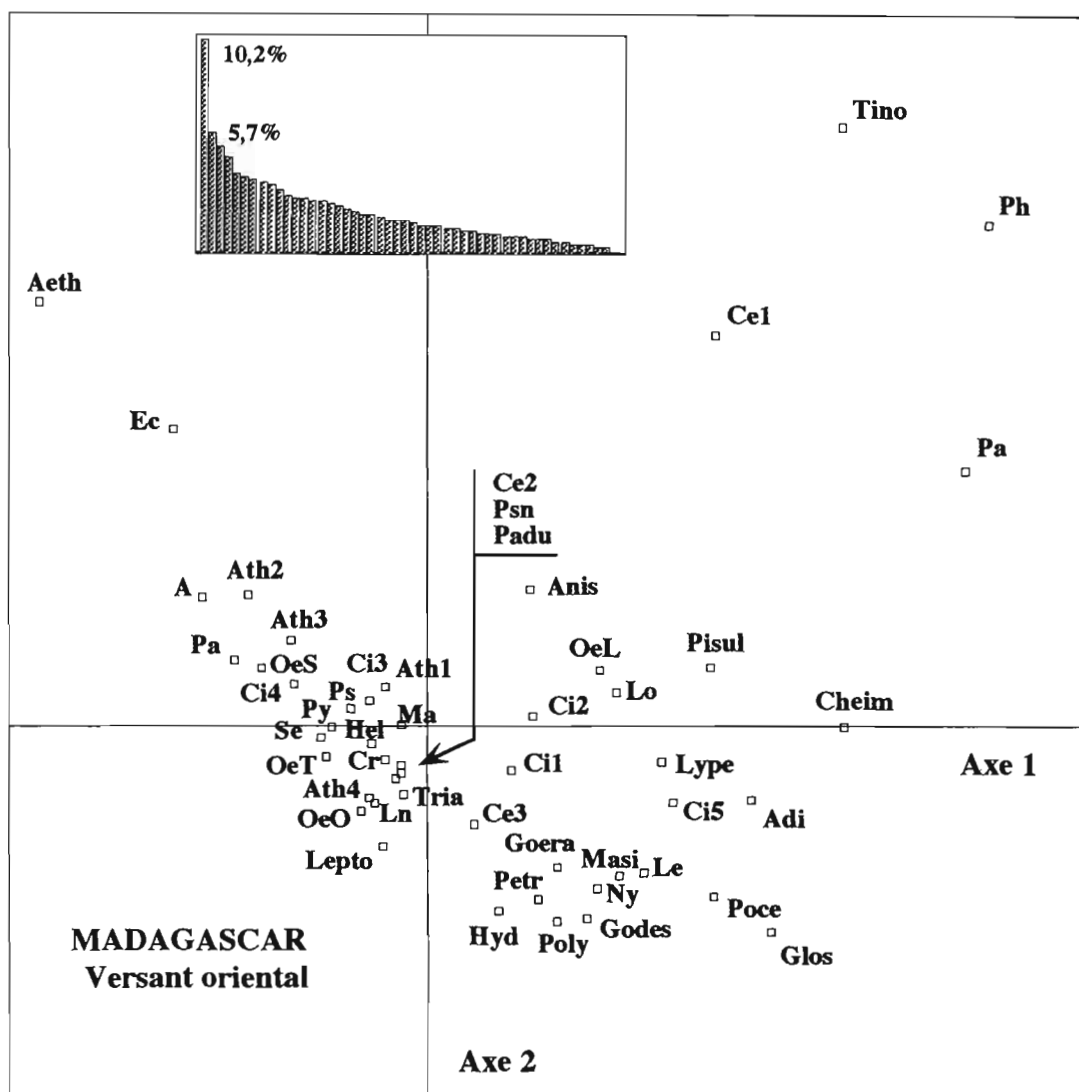 10,2%
5,7%
Tino
Ph
Aeth
Ce1
Ec
Pa
Ce2
Psn
Padu
A
Ath2
Anis
Ath3
Pa
OeS
Ci3
Ath1
OeL
Pisul
Ci4
Ps
Lo
Py
Ma
Ci2
Cheim
Se
Hel
OeT
Cr
Ci1
Lype
Axe 1
Ath4
Tria
Ce3
Ci5
Adi
OeO
Ln
Lepto
Goera
Masi
Le
Petr
Ny
Poce
Hyd
Poly
Godes
Glos
MADAGASCAR
Versant oriental
Axe 2